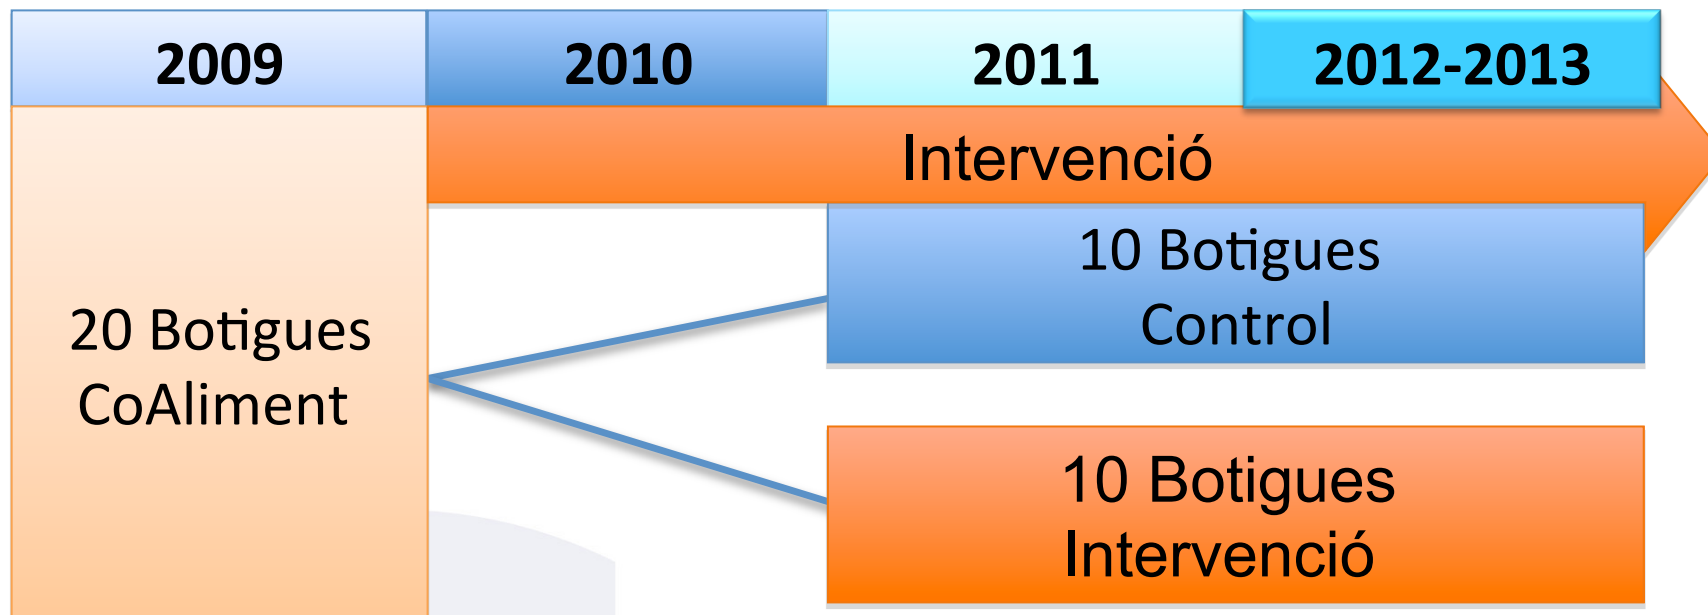 2009
2010
2011
2012-2013
Intervenció
20 Botigues
CoAliment
10 Botigues
Control
10 Botigues
Intervenció